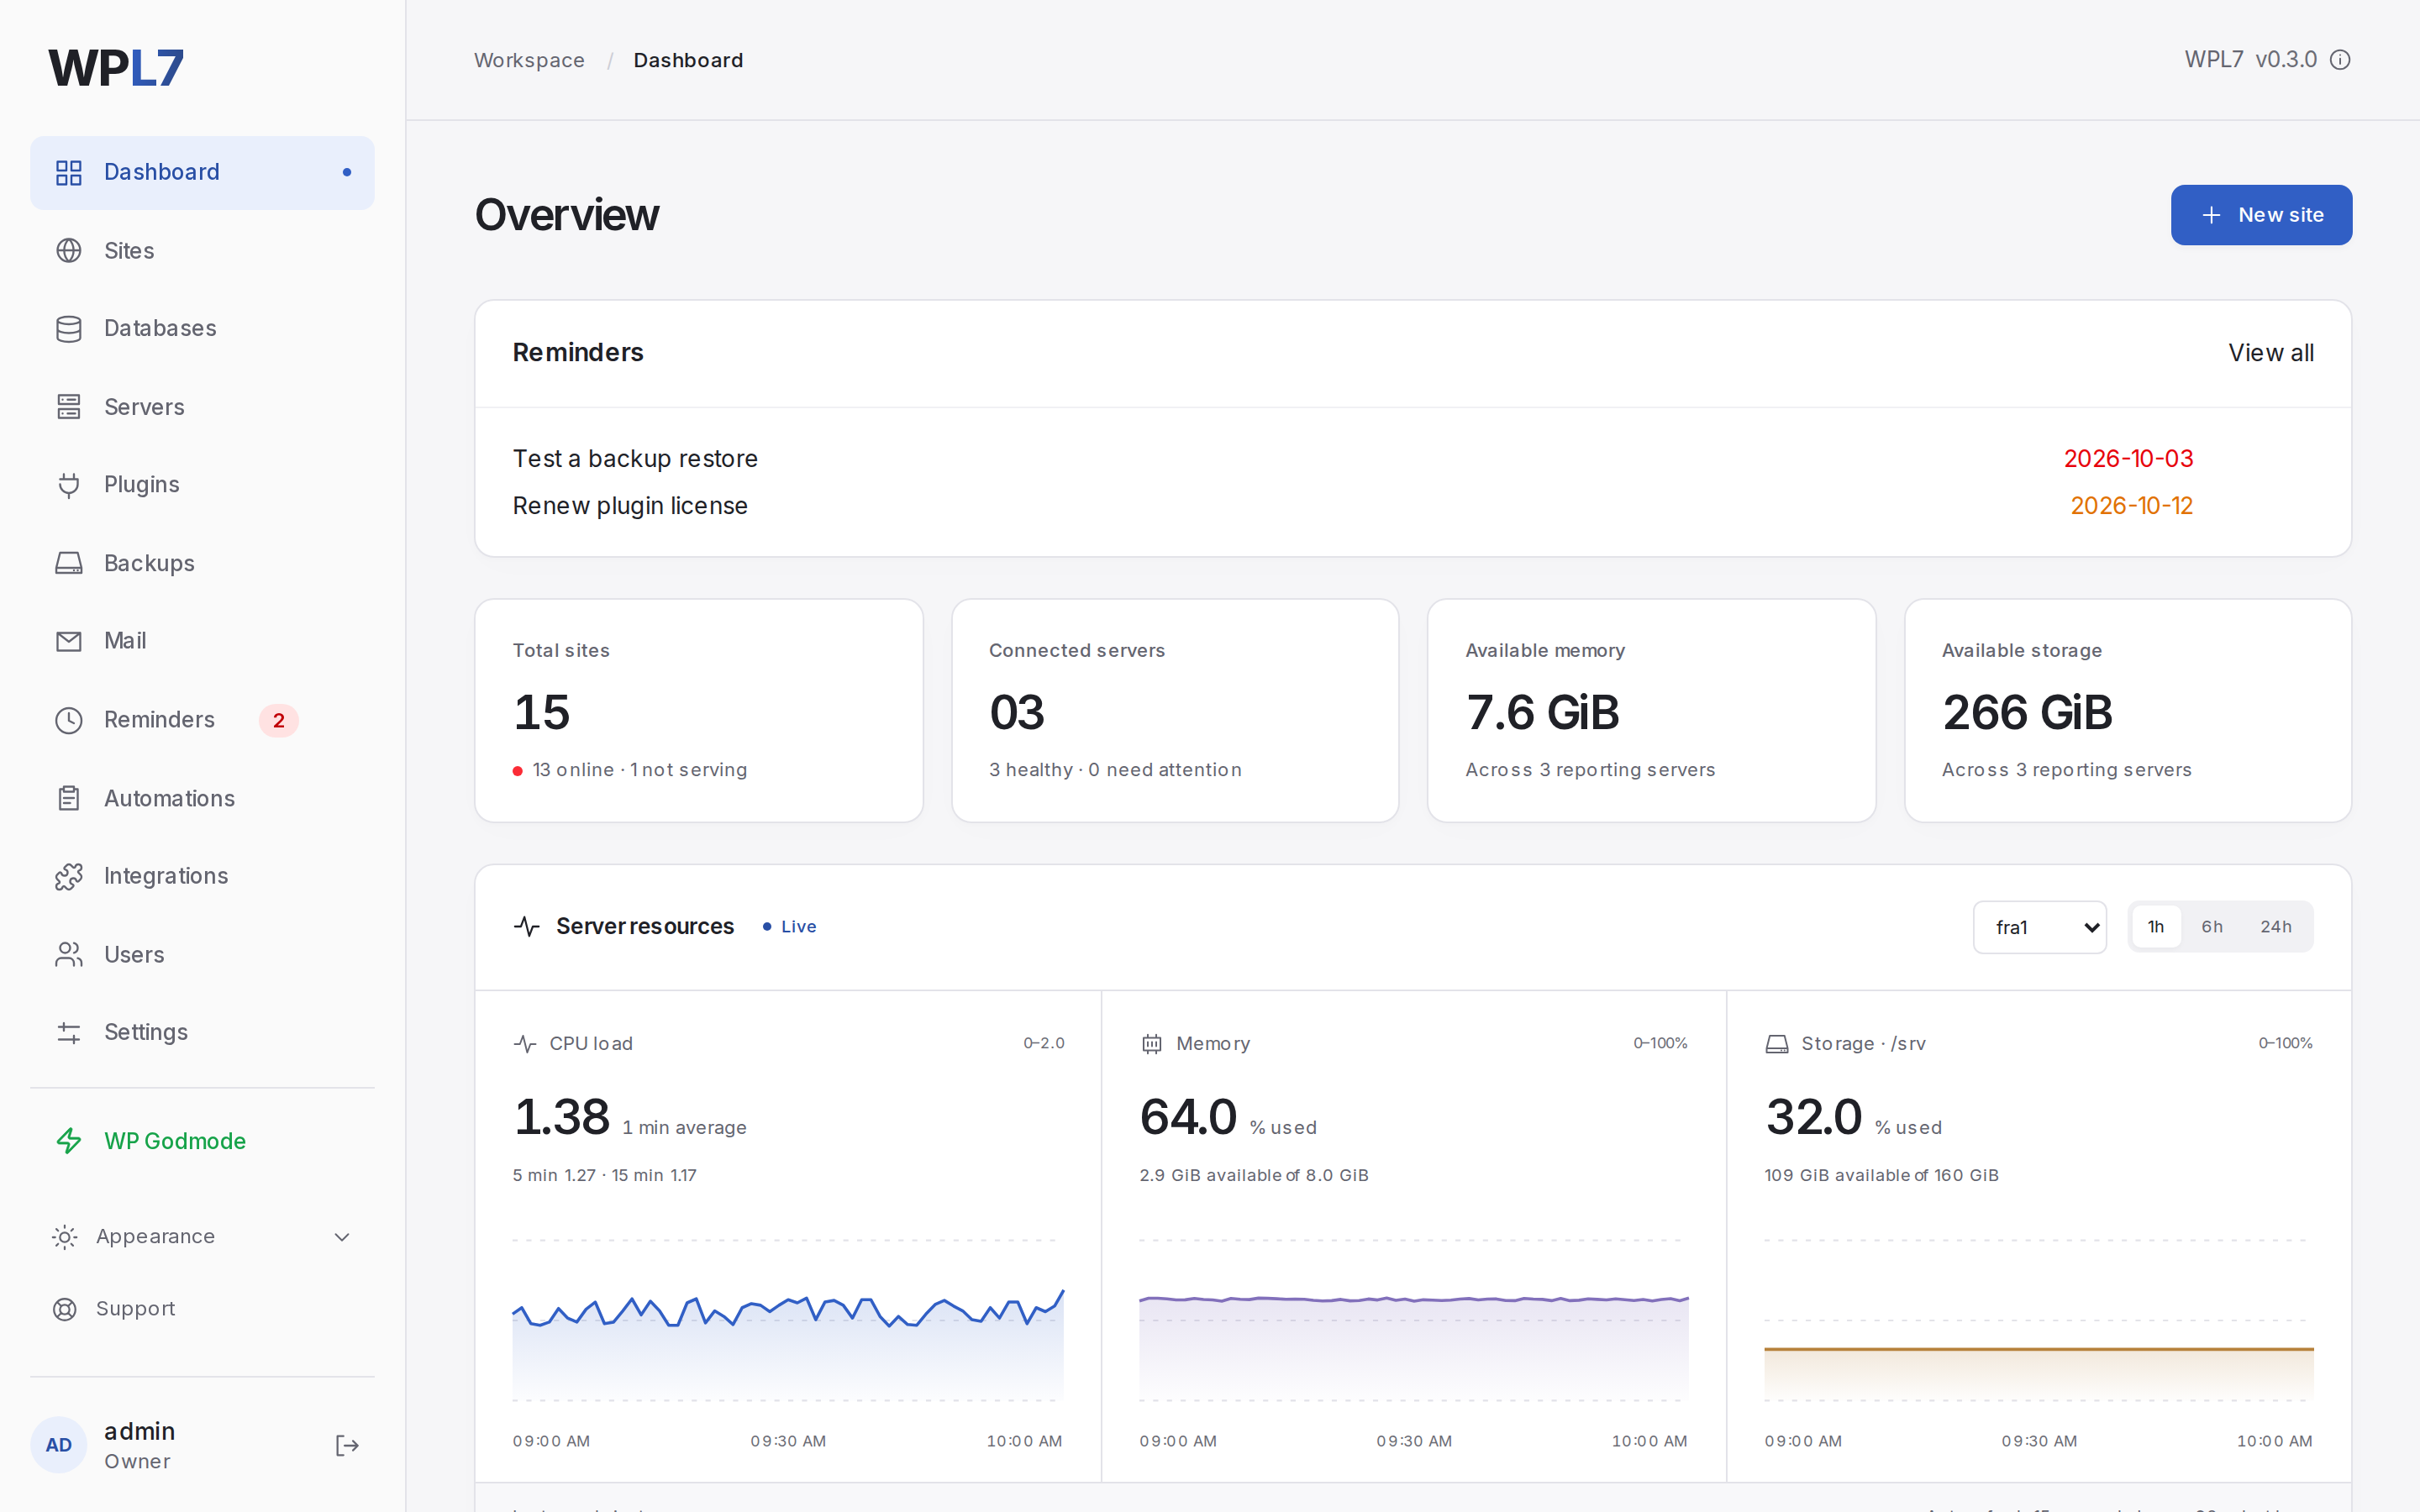 WPL7
Workspace / Dashboard
WPL7 v0.3.0
Dashboard
Sites
Databases
Servers
Plugins
Backups
Mail
Reminders 2
Automations
Integrations
Users
Settings
WP Godmode
Appearance
Support
AD
admin
Owner
Overview
New site
Reminders
View all
Test a backup restore 2026-10-03
Renew plugin license 2026-10-12
Total sites
15
13 online · 1 not serving
Connected servers
03
3 healthy · 0 need attention
Available memory
7.6 GiB
Across 3 reporting servers
Available storage
266 GiB
Across 3 reporting servers
Server resources
Live
fra1
1h 6h 24h
CPU load 0–2.0
1.38 1 min average
5 min 1.27 · 15 min 1.17
09:00 AM 09:30 AM 10:00 AM
Memory 0–100%
64.0 % used
2.9 GiB available of 8.0 GiB
09:00 AM 09:30 AM 10:00 AM
Storage · /srv 0–100%
32.0 % used
109 GiB available of 160 GiB
09:00 AM 09:30 AM 10:00 AM